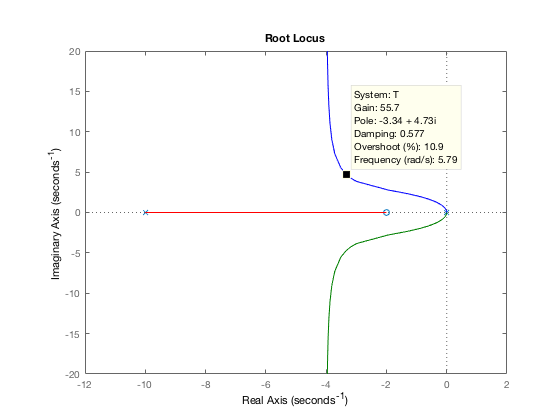 Root Locus
20
15
10
5
0
-5
-10
-15
-20
Imaginary Axis (seconds⁻¹)
System: T
Gain: 55.7
Pole: -3.34 + 4.73i
Damping: 0.577
Overshoot (%): 10.9
Frequency (rad/s): 5.79
-12 -10 -8 -6 -4 -2 0 2
Real Axis (seconds⁻¹)